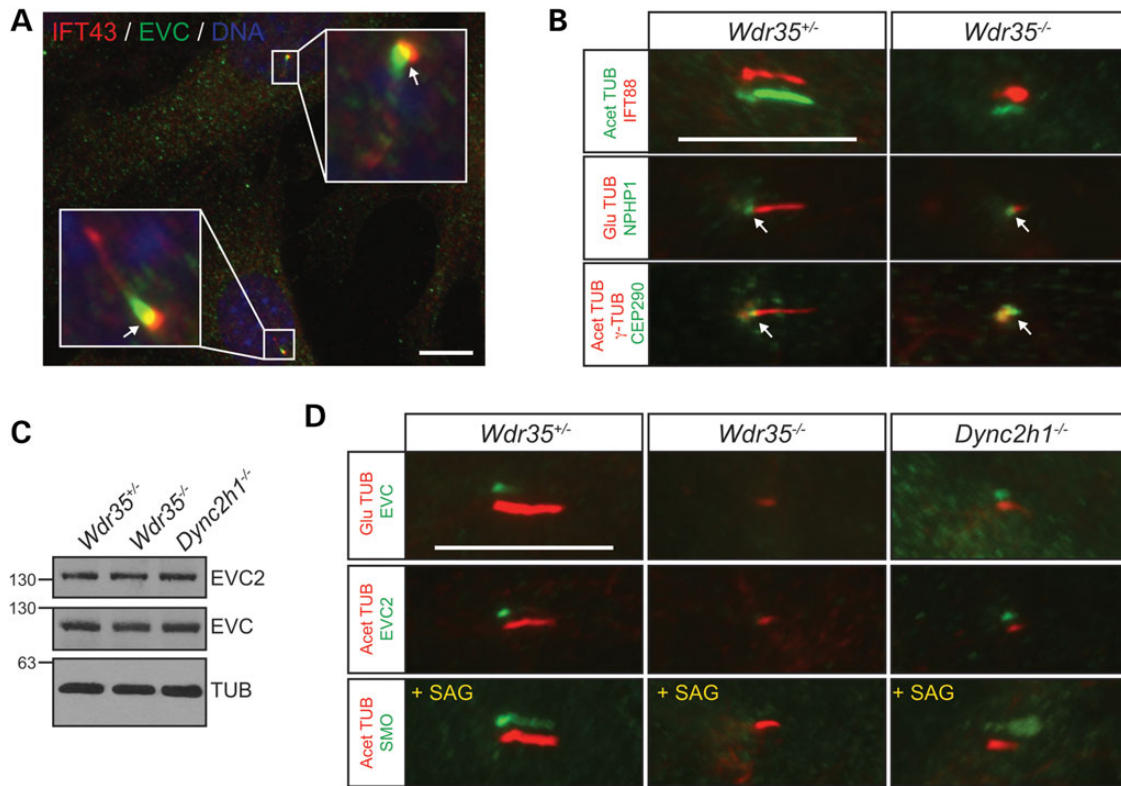 A
IFT43 / EVC / DNA
B
Wdr35+/-
Wdr35-/-
Acet TUB
IFT88
Glu TUB
NPHP1
Acet TUB
γ-TUB
CEP290
C
Wdr35+/-
Wdr35-/-
Dync2h1-/-
130
EVC2
130
EVC
63
TUB
D
Wdr35+/-
Wdr35-/-
Dync2h1-/-
Glu TUB
EVC
Acet TUB
EVC2
Acet TUB
SMO
+ SAG
+ SAG
+ SAG